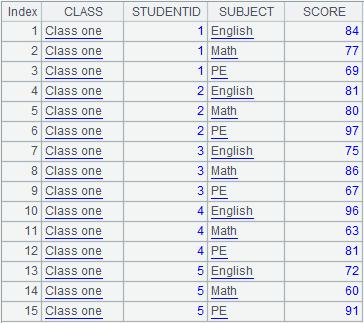 Index CLASS STUDENTID SUBJECT SCORE
1 Class one 1 English 84
2 Class one 1 Math 77
3 Class one 1 PE 69
4 Class one 2 English 81
5 Class one 2 Math 80
6 Class one 2 PE 97
7 Class one 3 English 75
8 Class one 3 Math 86
9 Class one 3 PE 67
10 Class one 4 English 96
11 Class one 4 Math 63
12 Class one 4 PE 81
13 Class one 5 English 72
14 Class one 5 Math 60
15 Class one 5 PE 91